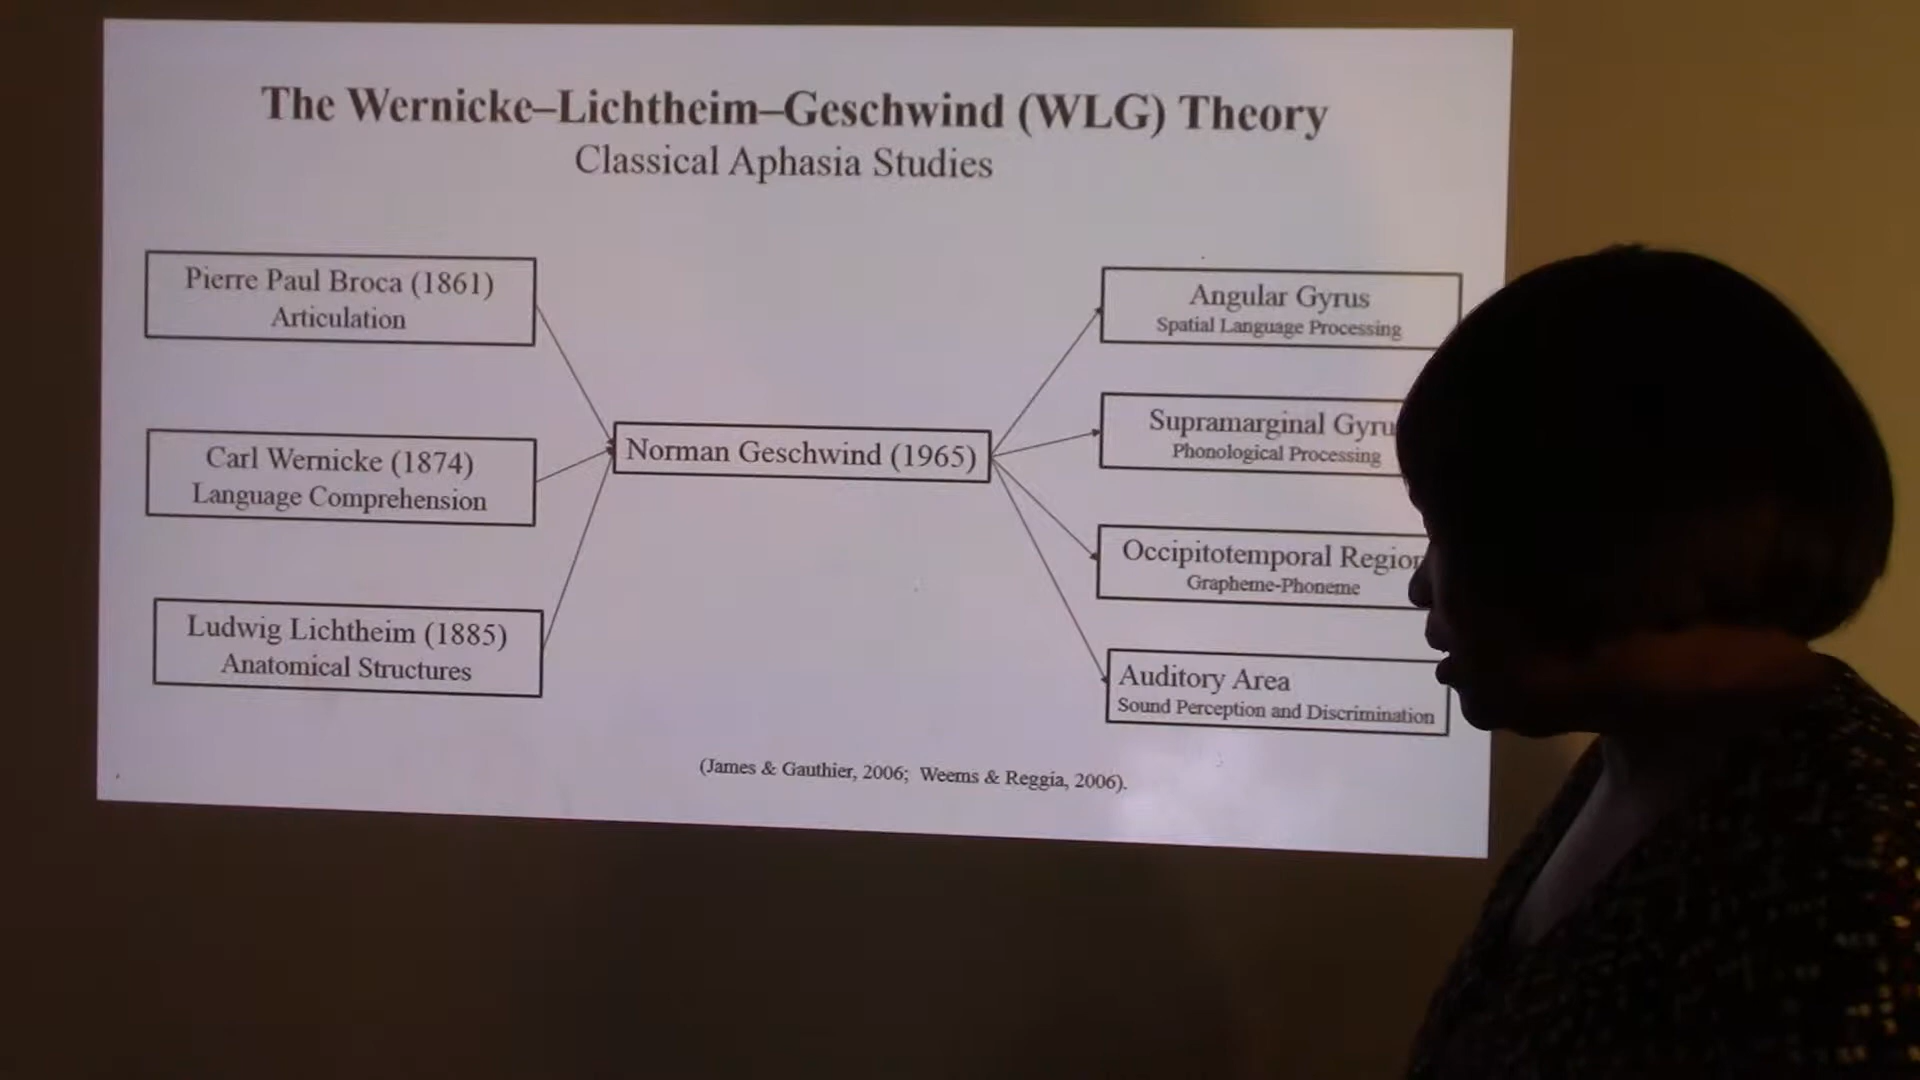 The Wernicke–Lichtheim–Geschwind (WLG) Theory
Classical Aphasia Studies
Pierre Paul Broca (1861)
Articulation
Carl Wernicke (1874)
Language Comprehension
Ludwig Lichtheim (1885)
Anatomical Structures
Norman Geschwind (1965)
Angular Gyrus
Spatial Language Processing
Supramarginal Gyru
Phonological Processing
Occipitotemporal Region
Grapheme-Phoneme
Auditory Area
Sound Perception and Discrimination
(James & Gauthier, 2006; Weems & Reggia, 2006).